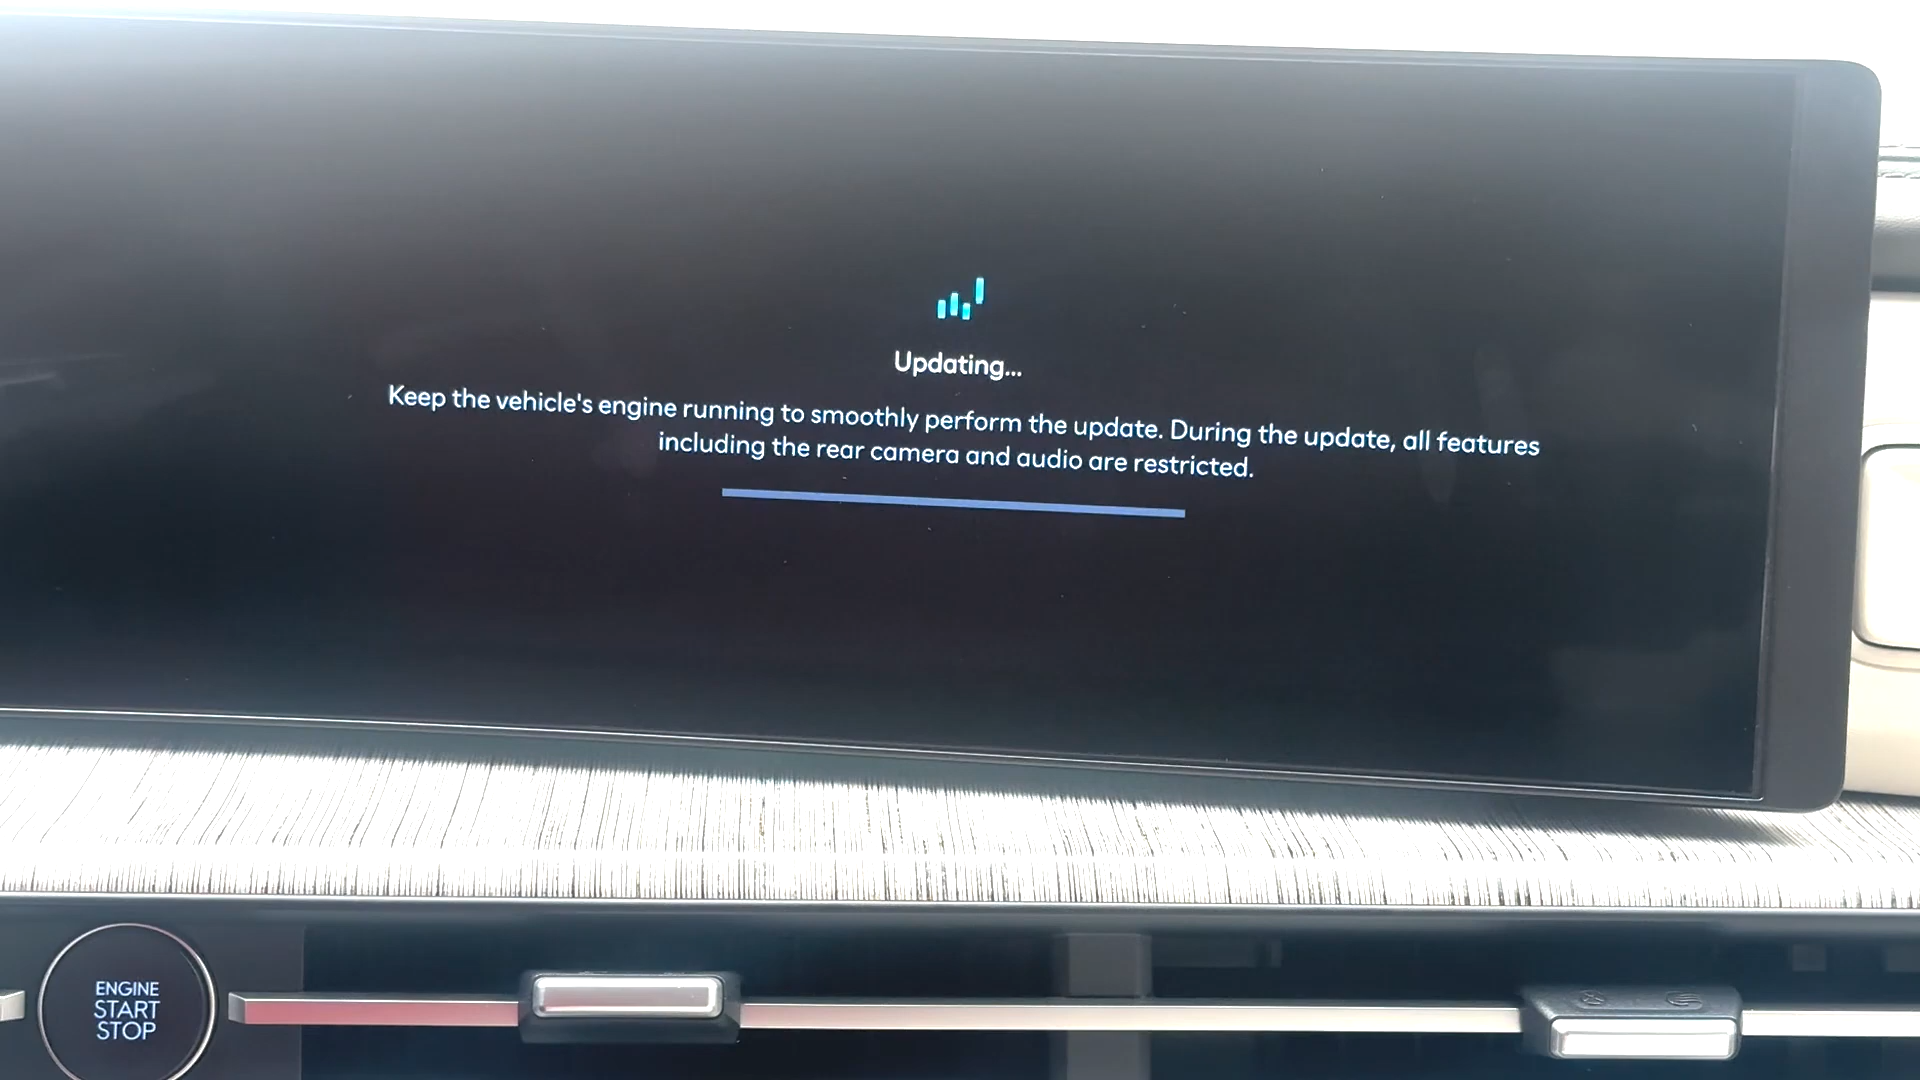 Updating...
Keep the vehicle's engine running to smoothly perform the update. During the update, all features
including the rear camera and audio are restricted.
ENGINE
START
STOP